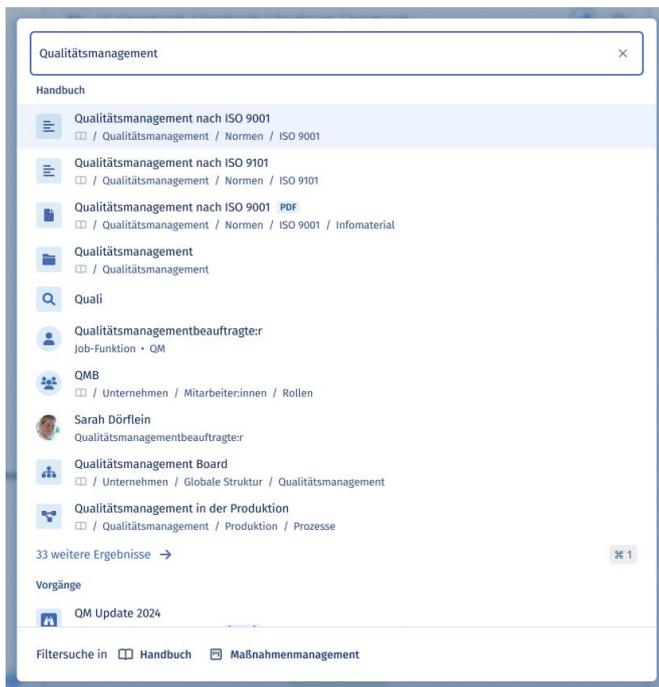 Qualitätsmanagement
Handbuch
Qualitätsmanagement nach ISO 9001
/ Qualitätsmanagement / Normen / ISO 9001
Qualitätsmanagement nach ISO 9101
/ Qualitätsmanagement / Normen / ISO 9101
Qualitätsmanagement nach ISO 9001 PDF
/ Qualitätsmanagement / Normen / ISO 9001 / Infomaterial
Qualitätsmanagement
/ Qualitätsmanagement
Quali
Qualitätsmanagementbeauftragte:r
Job-Funktion • QM
QMB
/ Unternehmen / Mitarbeiter:innen / Rollen
Sarah Dörflein
Qualitätsmanagementbeauftragte:r
Qualitätsmanagement Board
/ Unternehmen / Globale Struktur / Qualitätsmanagement
Qualitätsmanagement in der Produktion
/ Qualitätsmanagement / Produktion / Prozesse
33 weitere Ergebnisse → ⌘ 1
Vorgänge
QM Update 2024
Filtersuche in Handbuch Maßnahmenmanagement